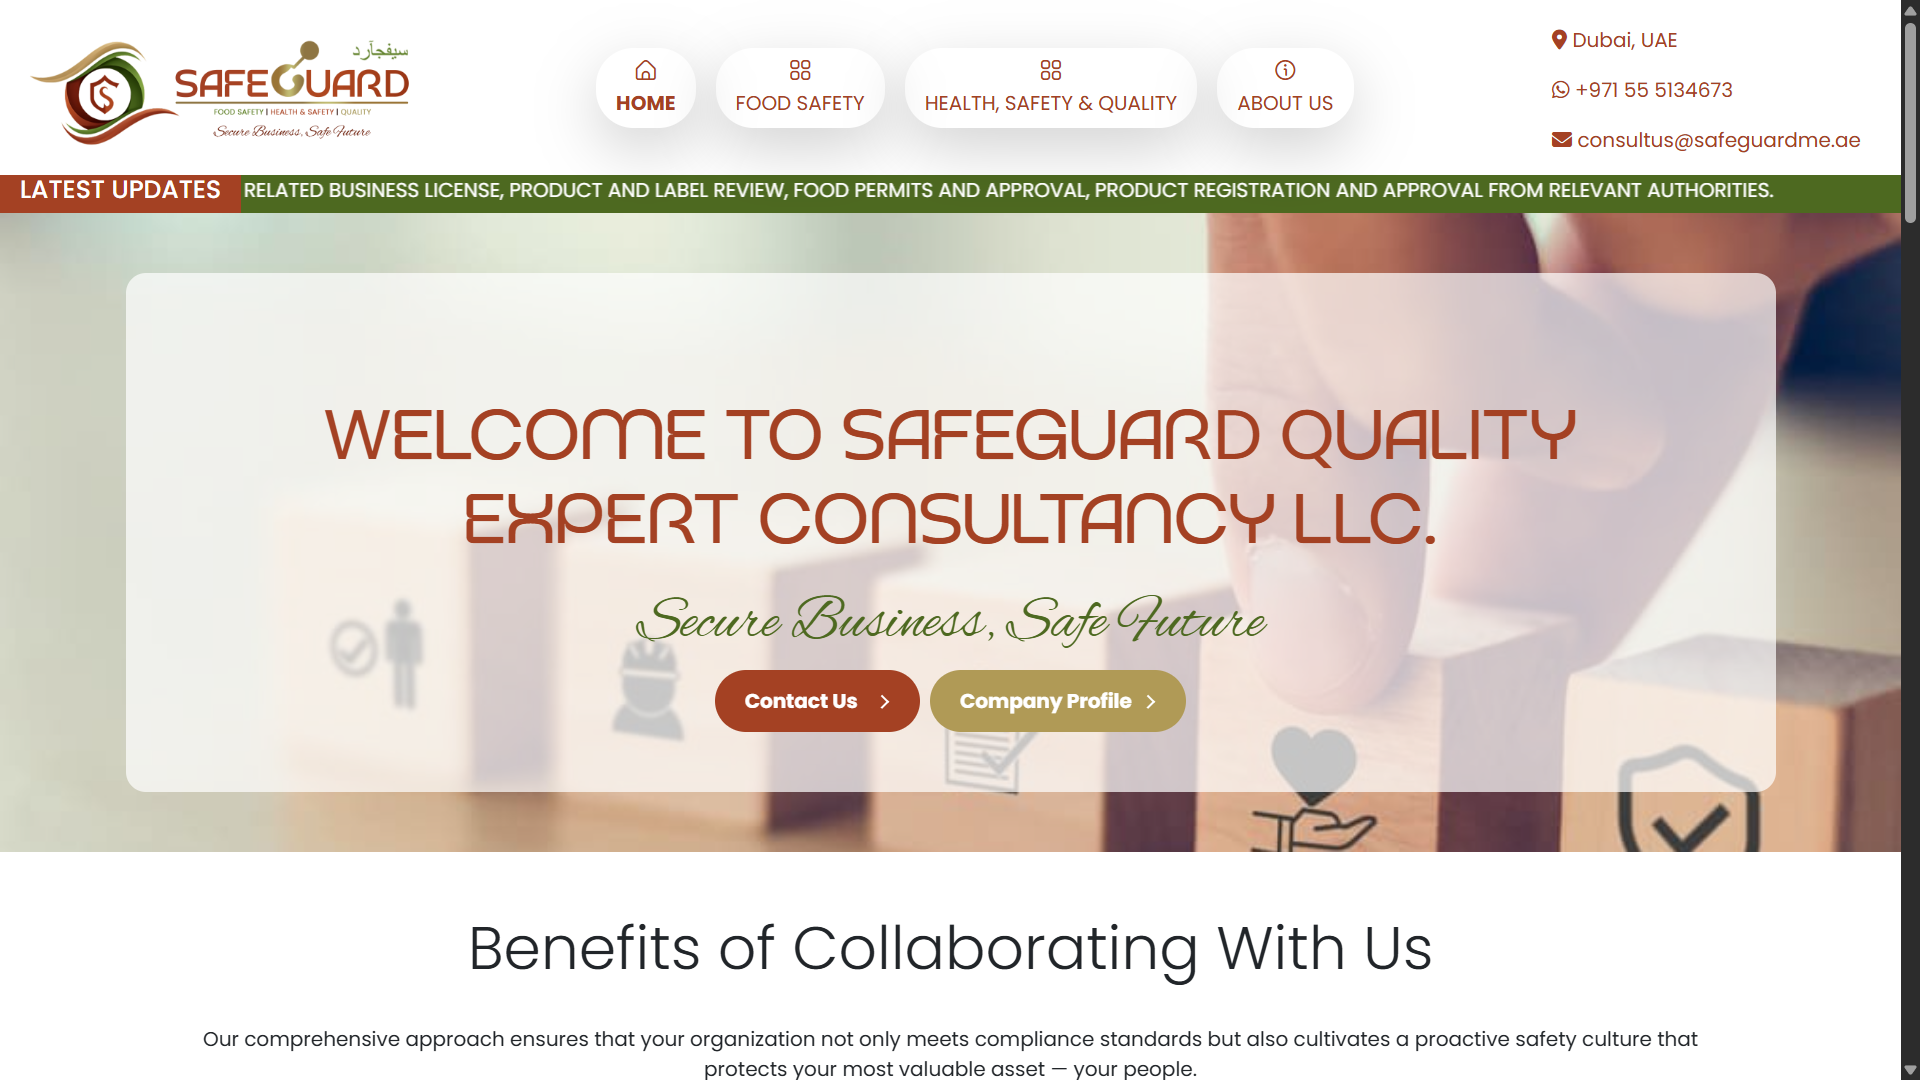 سيفجآرد
SAFEGUARD
FOOD SAFETY | HEALTH & SAFETY | QUALITY
Secure Business, Safe Future
HOME
FOOD SAFETY
HEALTH, SAFETY & QUALITY
ABOUT US
Dubai, UAE
+971 55 5134673
consultus@safeguardme.ae
LATEST UPDATES
RELATED BUSINESS LICENSE, PRODUCT AND LABEL REVIEW, FOOD PERMITS AND APPROVAL, PRODUCT REGISTRATION AND APPROVAL FROM RELEVANT AUTHORITIES.
WELCOME TO SAFEGUARD QUALITY
EXPERT CONSULTANCY LLC.
Secure Business, Safe Future
Contact Us
Company Profile
Benefits of Collaborating With Us
Our comprehensive approach ensures that your organization not only meets compliance standards but also cultivates a proactive safety culture that
protects your most valuable asset — your people.